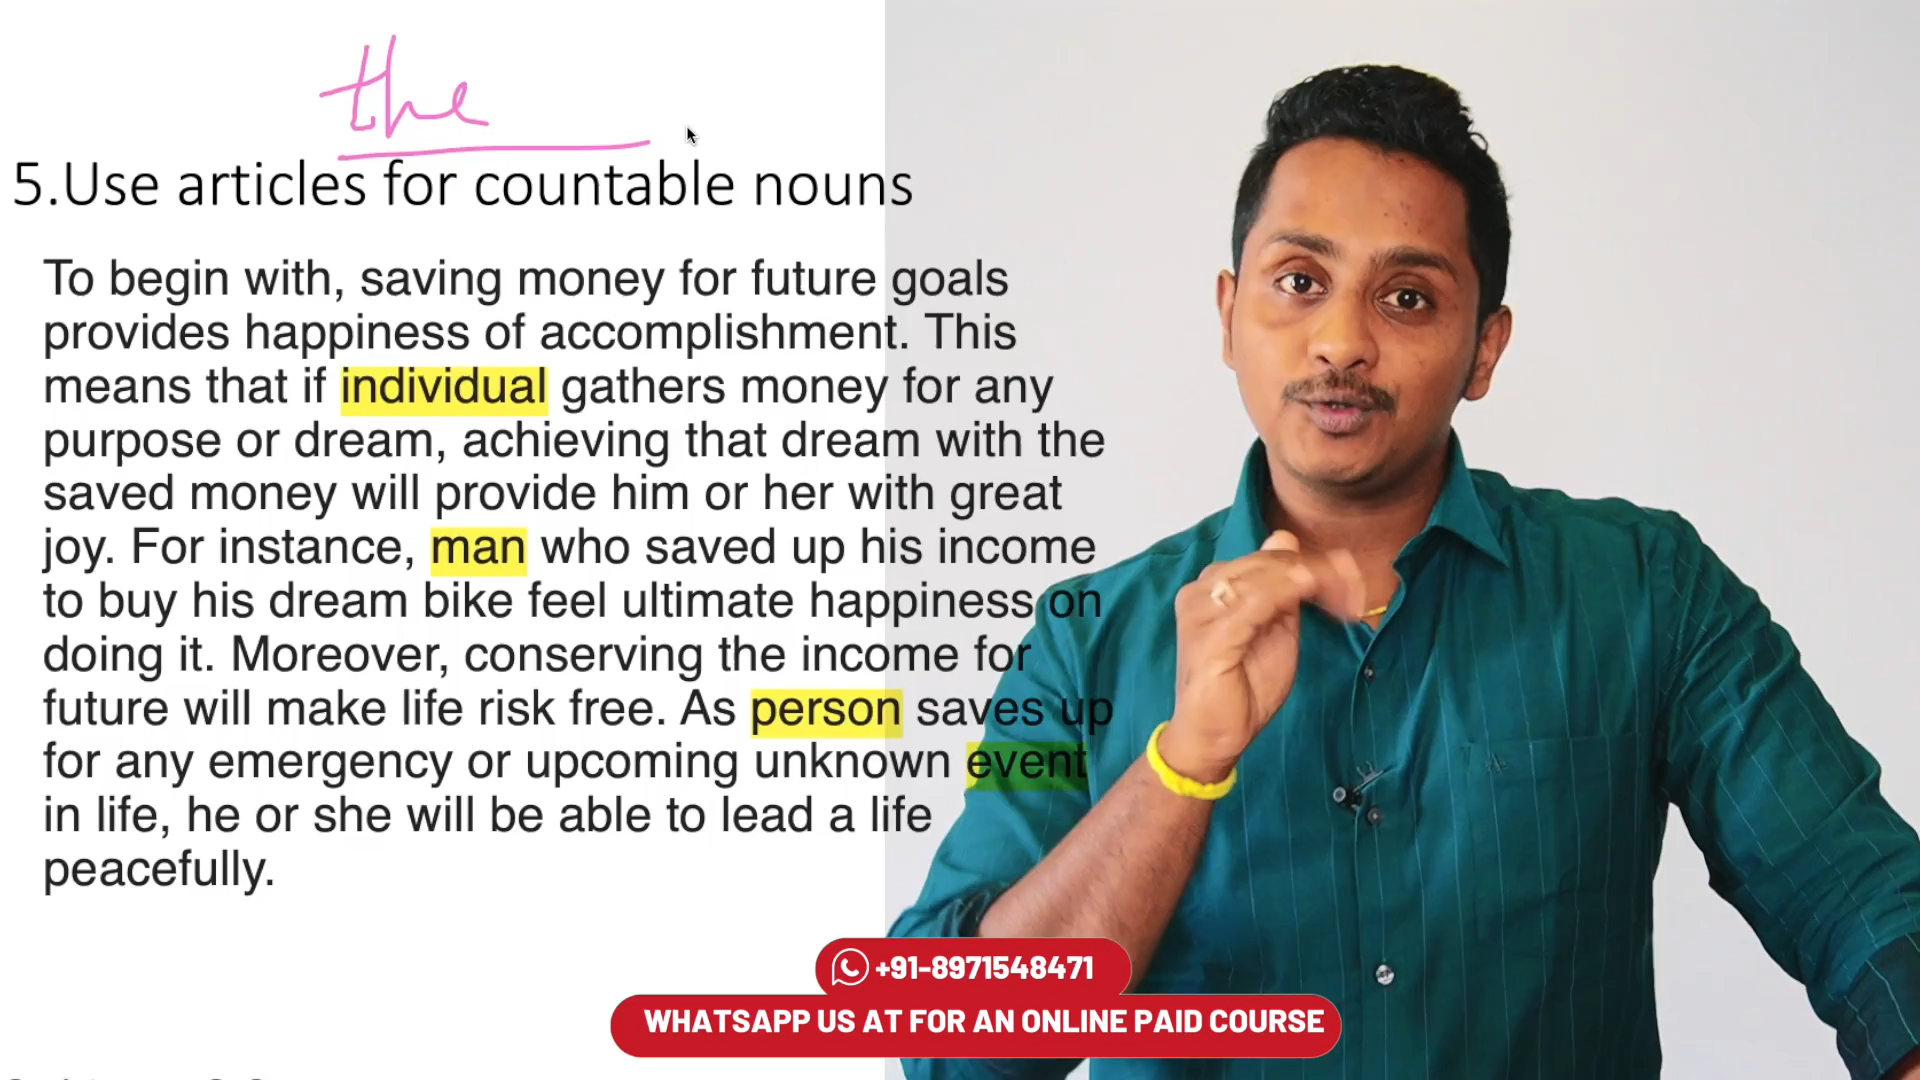 the
5.Use articles for countable nouns
To begin with, saving money for future goals
provides happiness of accomplishment. This
means that if individual gathers money for any
purpose or dream, achieving that dream with the
saved money will provide him or her with great
joy. For instance, man who saved up his income
to buy his dream bike feel ultimate happiness on
doing it. Moreover, conserving the income for
future will make life risk free. As person saves up
for any emergency or upcoming unknown event
in life, he or she will be able to lead a life
peacefully.
+91-8971548471
WHATSAPP US AT FOR AN ONLINE PAID COURSE